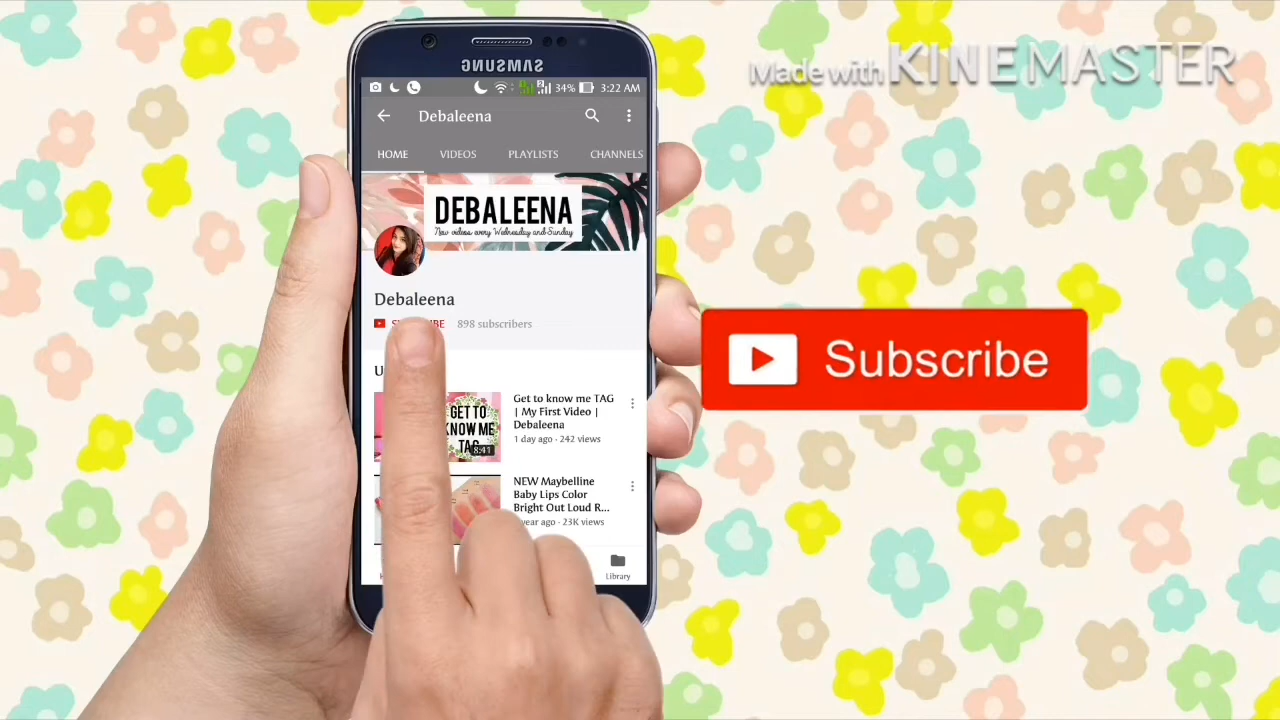 Made with KINEMASTER
SAMSUNG
34% 3:22 AM
Debaleena
HOME VIDEOS PLAYLISTS CHANNELS
DEBALEENA
New videos every Wednesday and Sunday
Debaleena
898 subscribers
Subscribe
GET TO
KNOW ME
TAG
8:41
Get to know me TAG
| My First Video |
Debaleena
1 day ago · 242 views
NEW Maybelline
Baby Lips Color
Bright Out Loud R...
year ago · 23K views
Library